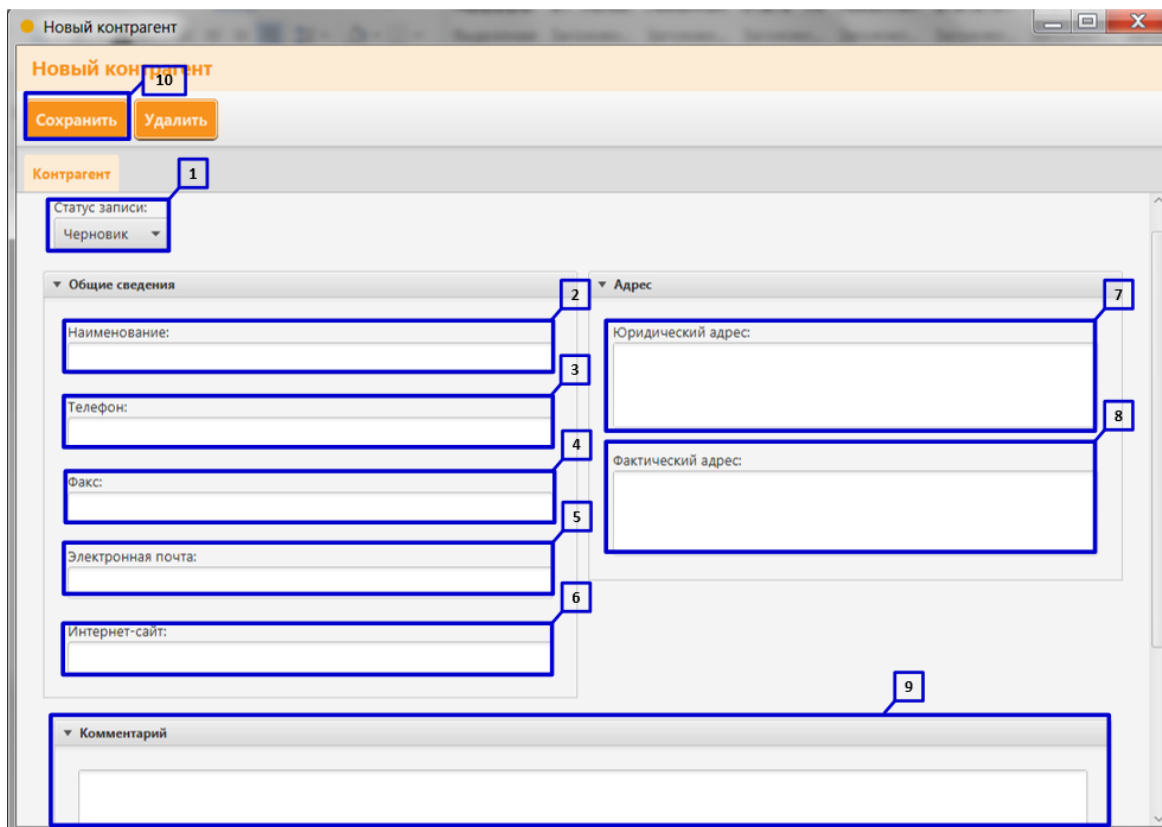 Новый контрагент
Новый контрагент
10
Сохранить Удалить
Контрагент
1
Статус записи:
Черновик
Общие сведения
2
Наименование:
3
Телефон:
4
Факс:
5
Электронная почта:
6
Интернет-сайт:
Адрес
7
Юридический адрес:
8
Фактический адрес:
9
Комментарий